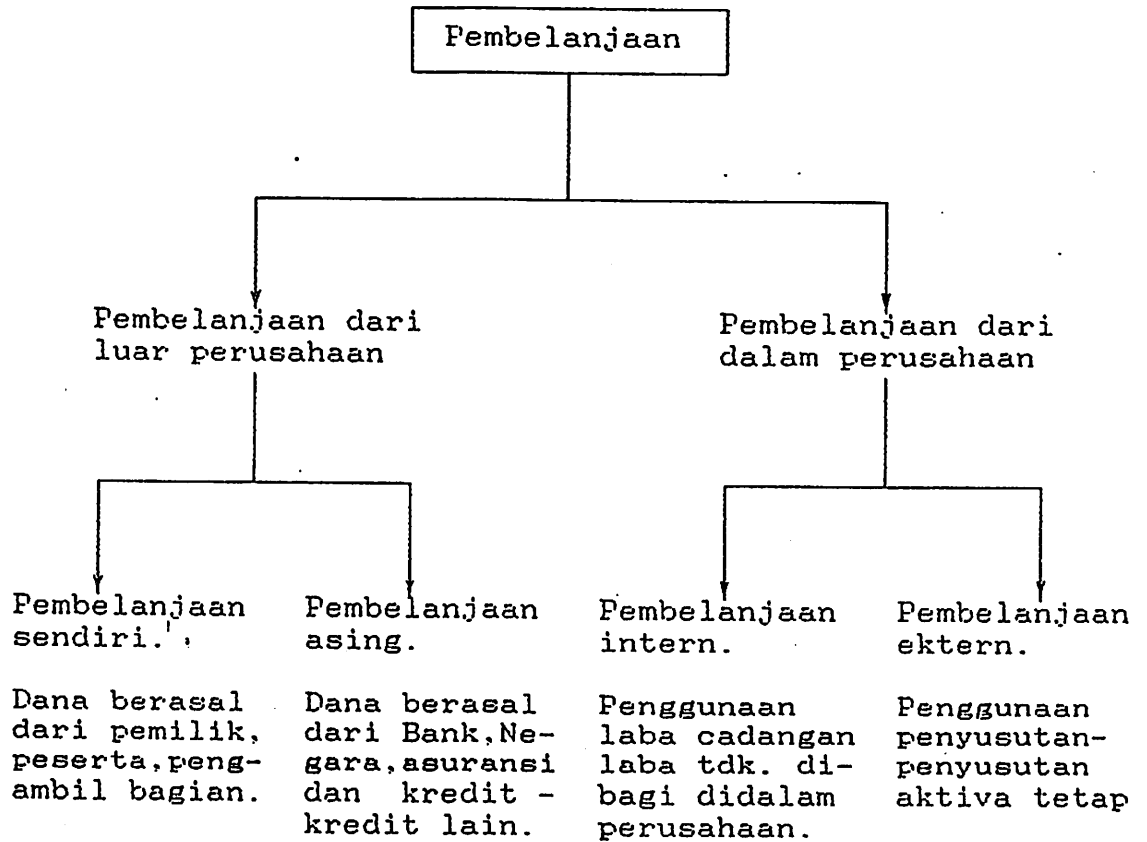 Pembelanjaan
Pembelanjaan dari
luar perusahaan
Pembelanjaan dari
dalam perusahaan
Pembelanjaan
sendiri.
Dana berasal
dari pemilik,
peserta,peng-
ambil bagian.
Pembelanjaan
asing.
Dana berasal
dari Bank,Ne-
gara,asuransi
dan kredit -
kredit lain.
Pembelanjaan
intern.
Penggunaan
laba cadangan
laba tdk. di-
bagi didalam
perusahaan.
Pembelanjaan
ektern.
Penggunaan
penyusutan-
penyusutan
aktiva tetap